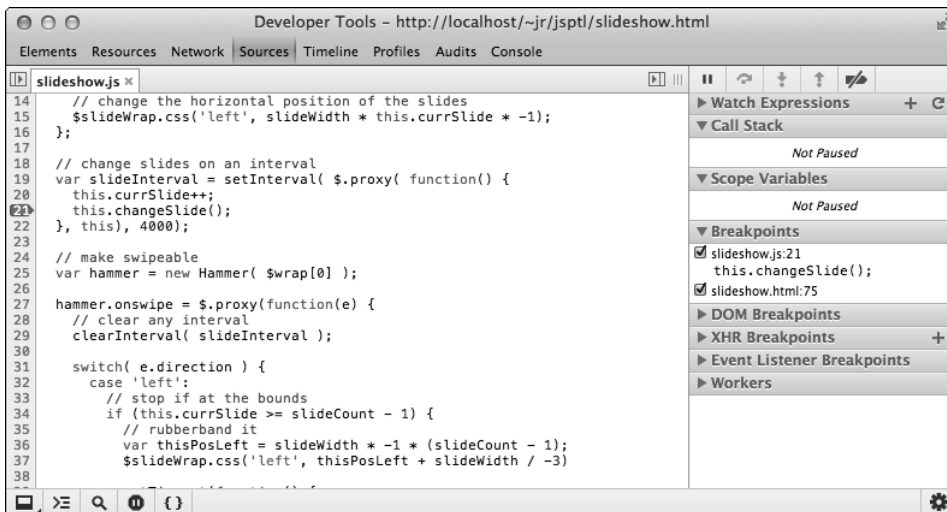 Developer Tools - http://localhost/~jr/jsptl/slideshow.html
Elements Resources Network Sources Timeline Profiles Audits Console
slideshow.js ×
14 // change the horizontal position of the slides
15 $slideWrap.css('left', slideWidth * this.currSlide * -1);
16 };
17
18 // change slides on an interval
19 var slideInterval = setInterval( $.proxy( function() {
20 this.currSlide++;
21 this.changeSlide();
22 }, this), 4000);
23
24 // make swipeable
25 var hammer = new Hammer( $wrap[0] );
26
27 hammer.onswipe = $.proxy(function(e) {
28 // clear any interval
29 clearInterval( slideInterval );
30
31 switch( e.direction ) {
32 case 'left':
33 // stop if at the bounds
34 if (this.currSlide >= slideCount - 1) {
35 // rubberband it
36 var thisPosLeft = slideWidth * -1 * (slideCount - 1);
37 $slideWrap.css('left', thisPosLeft + slideWidth / -3)
38
{}
Watch Expressions +
Call Stack
Not Paused
Scope Variables
Not Paused
Breakpoints
slideshow.js:21
this.changeSlide();
slideshow.html:75
DOM Breakpoints
XHR Breakpoints +
Event Listener Breakpoints
Workers